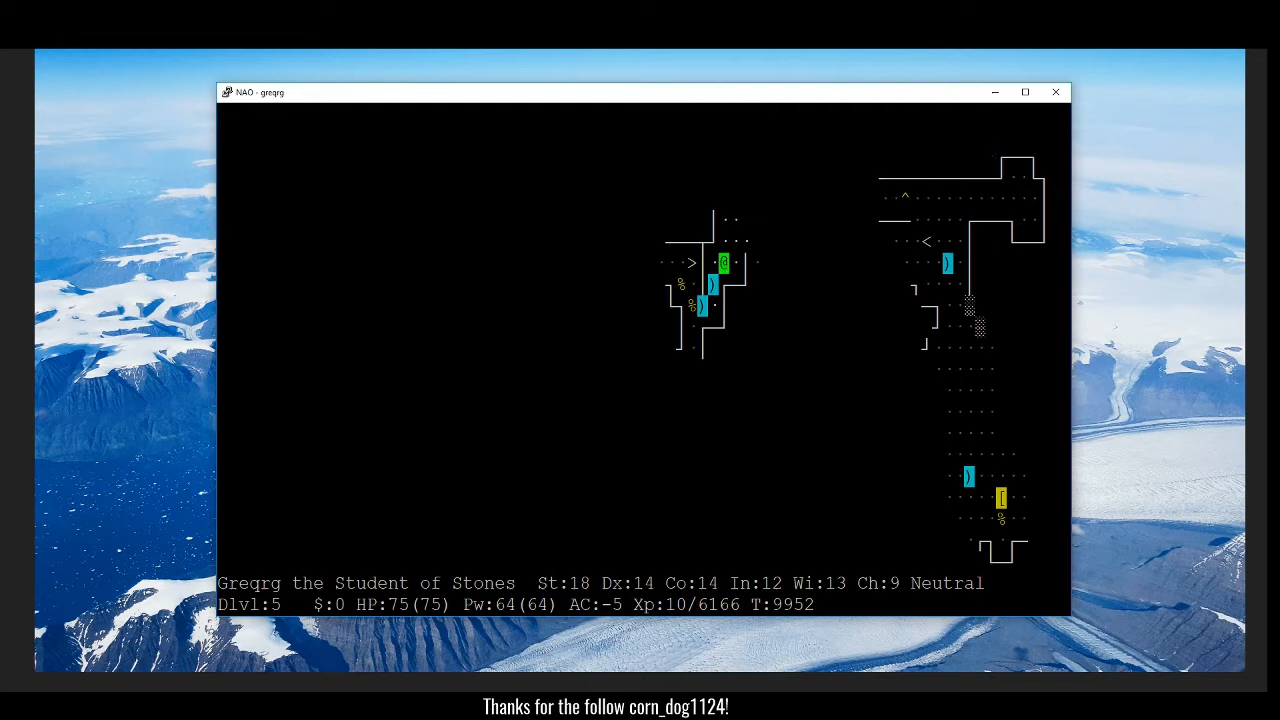 NAO - greqrg
Greqrg the Student of Stones St:18 Dx:14 Co:14 In:12 Wi:13 Ch:9 Neutral
Dlvl:5 $:0 HP:75(75) Pw:64(64) AC:-5 Xp:10/6166 T:9952
Thanks for the follow corn_dog1124!